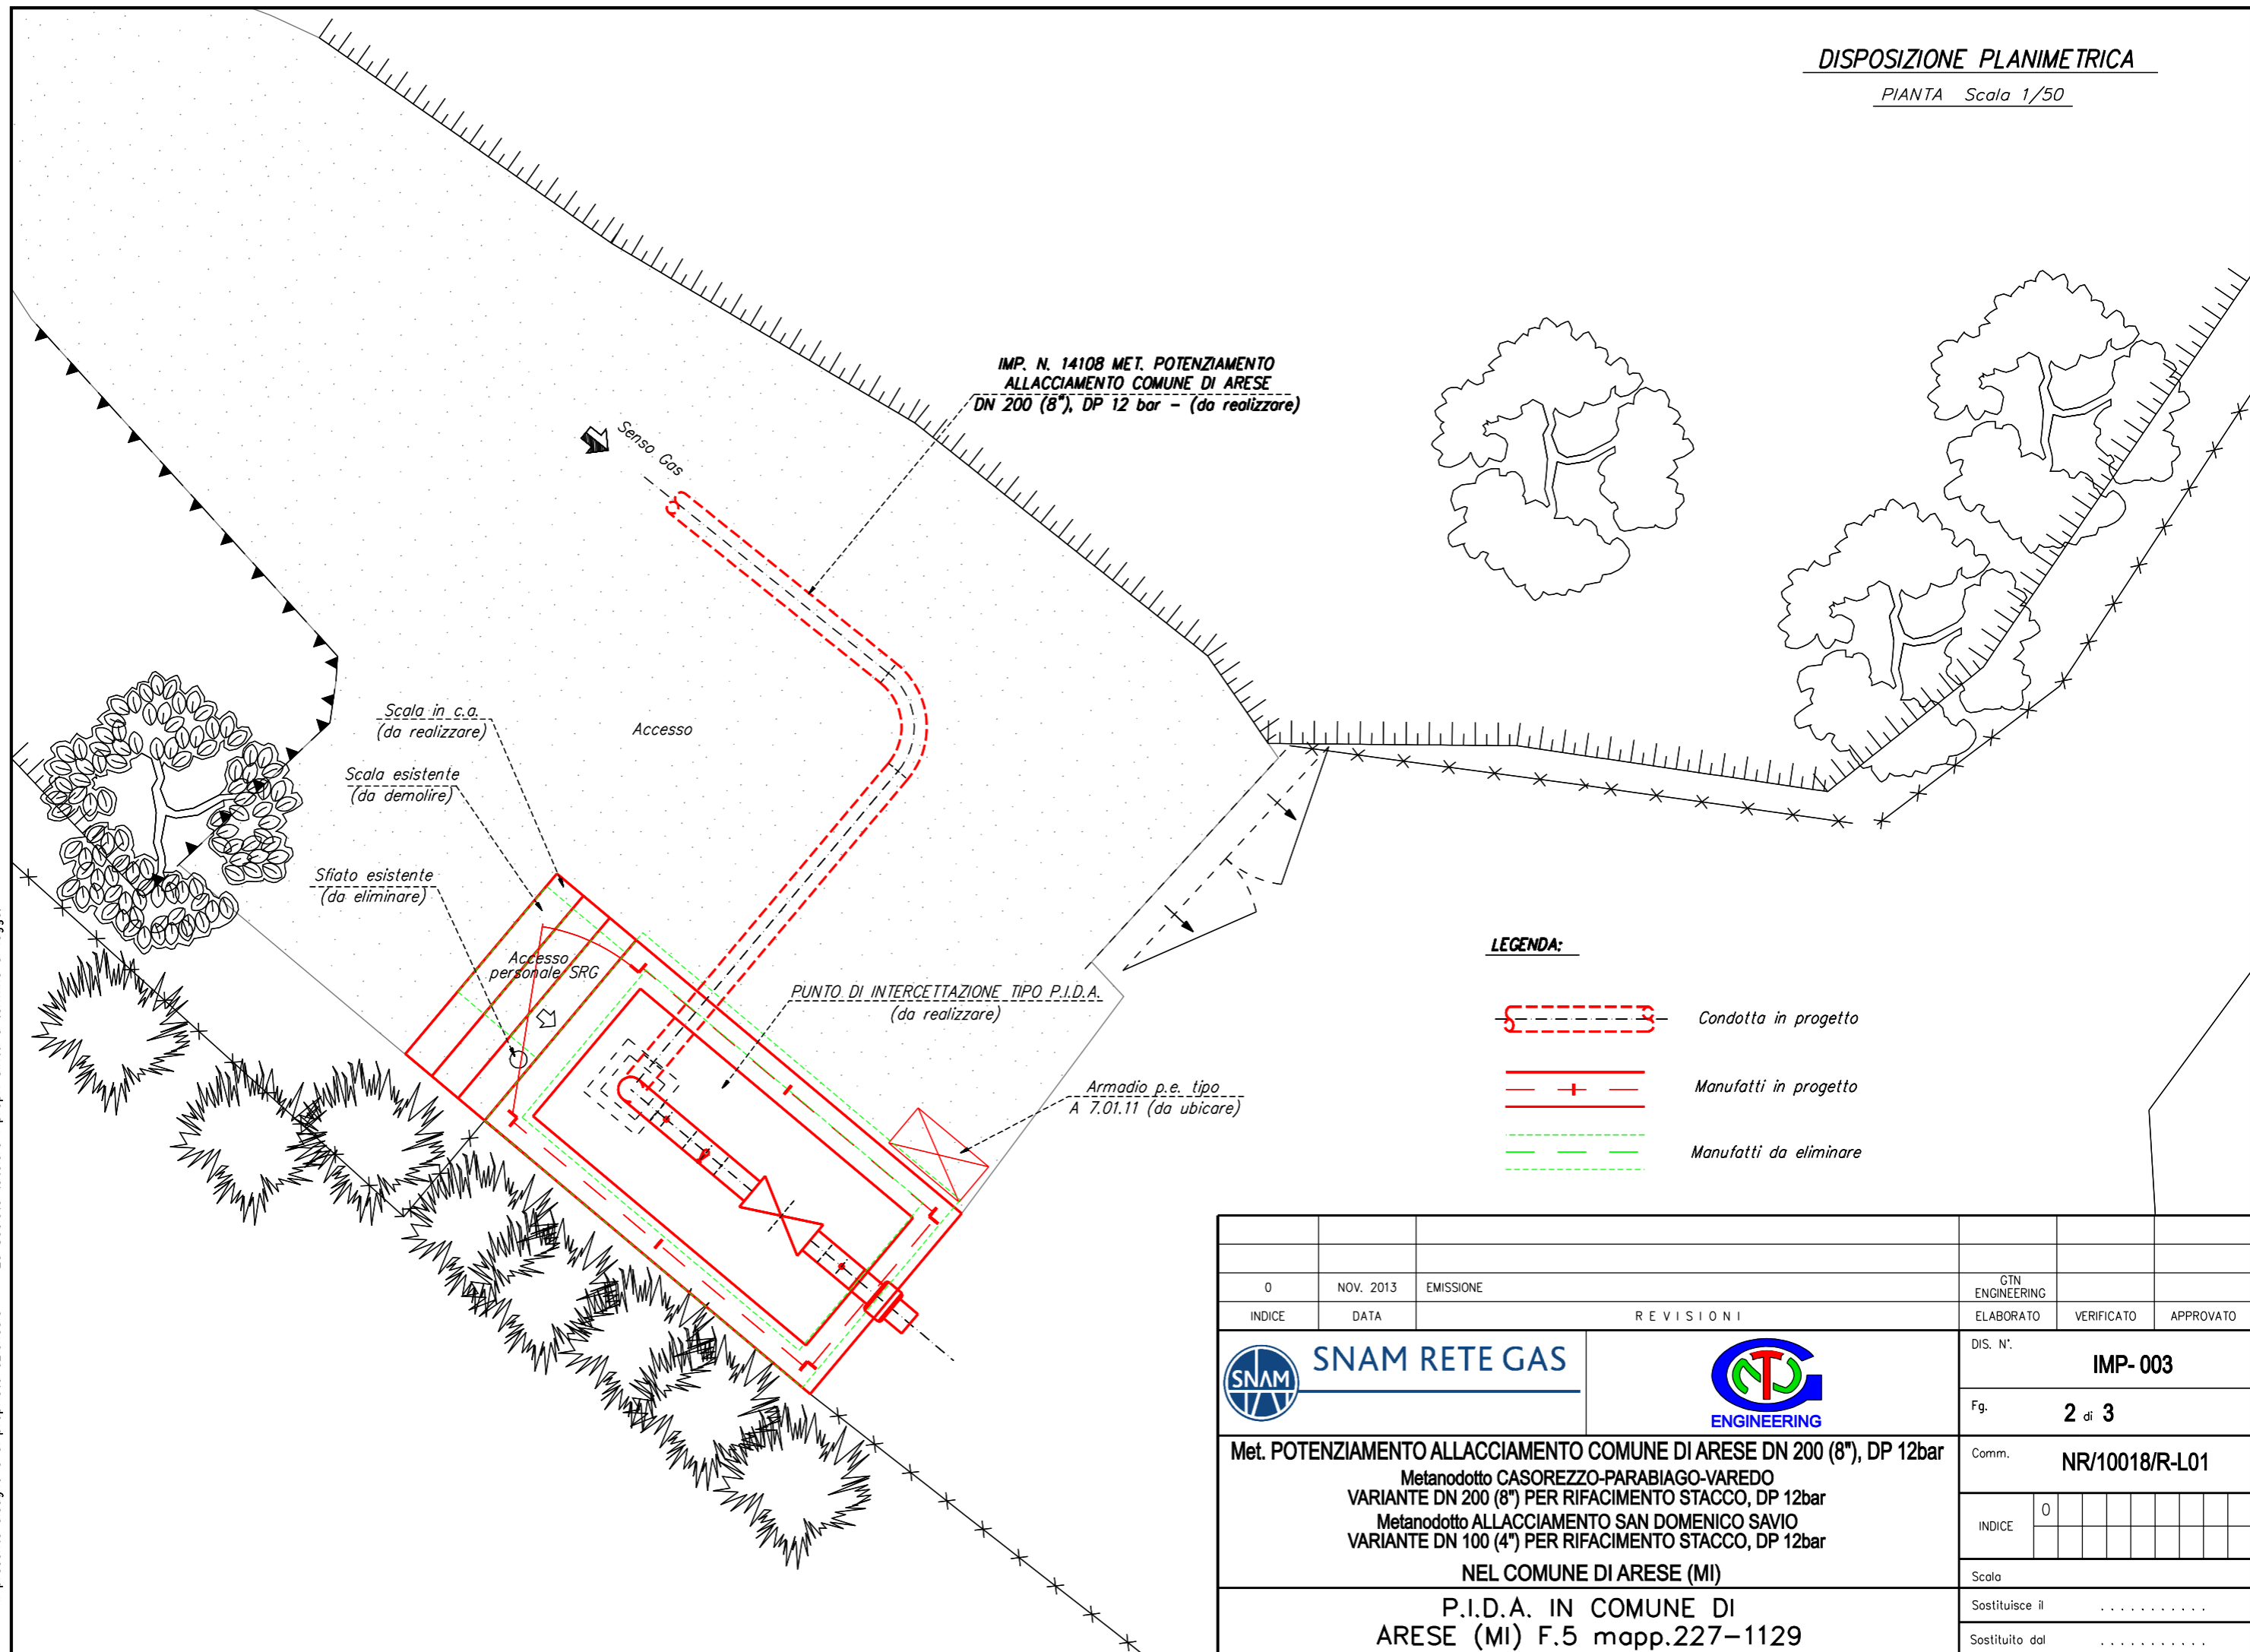 DISPOSIZIONE PLANIMETRICA
PIANTA Scala 1/50
IMP. N. 14108 MET. POTENZIAMENTO
ALLACCIAMENTO COMUNE DI ARESE
DN 200 (8"), DP 12 bar - (da realizzare)
Senso Gas
Scala in c.a.
(da realizzare)
Accesso
Scala esistente
(da demolire)
Sfiato esistente
(da eliminare)
Accesso
personale SRG
PUNTO DI INTERCETTAZIONE TIPO P.I.D.A.
(da realizzare)
Armadio p.e. tipo
A 7.01.11 (da ubicare)
LEGENDA:
Condotta in progetto
Manufatti in progetto
Manufatti da eliminare
0 NOV. 2013 EMISSIONE GTN
ENGINEERING
INDICE DATA REVISIONI ELABORATO VERIFICATO APPROVATO
SNAM
SNAM RETE GAS
GTN
ENGINEERING
DIS. N°.
IMP- 003
Fg. 2 di 3
Met. POTENZIAMENTO ALLACCIAMENTO COMUNE DI ARESE DN 200 (8"), DP 12bar
Metanodotto CASOREZZO-PARABIAGO-VAREDO
VARIANTE DN 200 (8") PER RIFACIMENTO STACCO, DP 12bar
Metanodotto ALLACCIAMENTO SAN DOMENICO SAVIO
VARIANTE DN 100 (4") PER RIFACIMENTO STACCO, DP 12bar
NEL COMUNE DI ARESE (MI)
Comm. NR/10018/R-L01
INDICE 0
Scala
P.I.D.A. IN COMUNE DI
ARESE (MI) F.5 mapp.227-1129
Sostituisce il ...........
Sostituito dal ...........